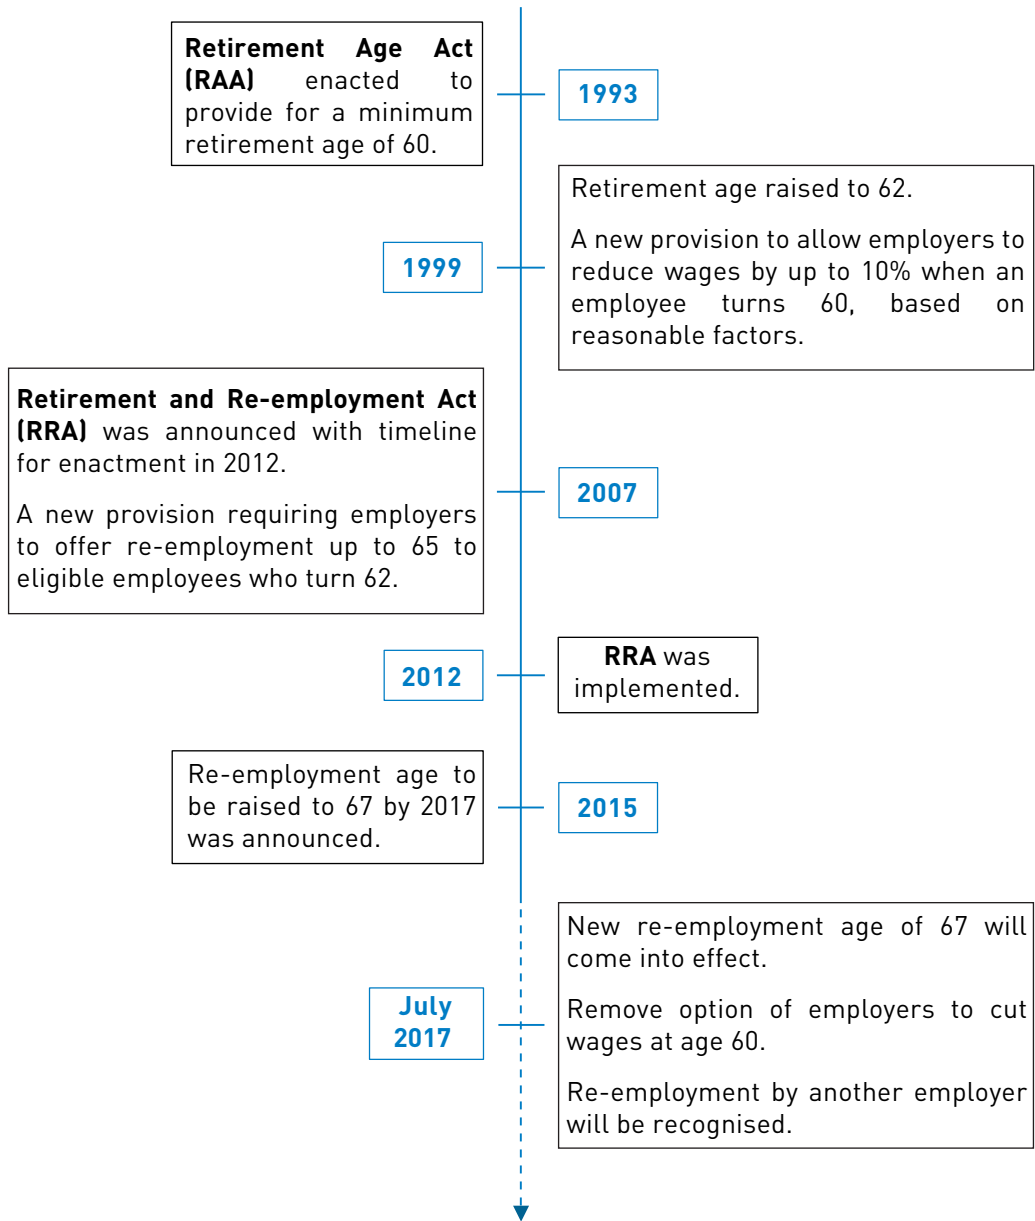 Retirement Age Act
(RAA) enacted to
provide for a minimum
retirement age of 60.
1993
1999
Retirement age raised to 62.
A new provision to allow employers to
reduce wages by up to 10% when an
employee turns 60, based on
reasonable factors.
Retirement and Re-employment Act
(RRA) was announced with timeline
for enactment in 2012.
A new provision requiring employers
to offer re-employment up to 65 to
eligible employees who turn 62.
2007
2012
RRA was
implemented.
Re-employment age to
be raised to 67 by 2017
was announced.
2015
July
2017
New re-employment age of 67 will
come into effect.
Remove option of employers to cut
wages at age 60.
Re-employment by another employer
will be recognised.